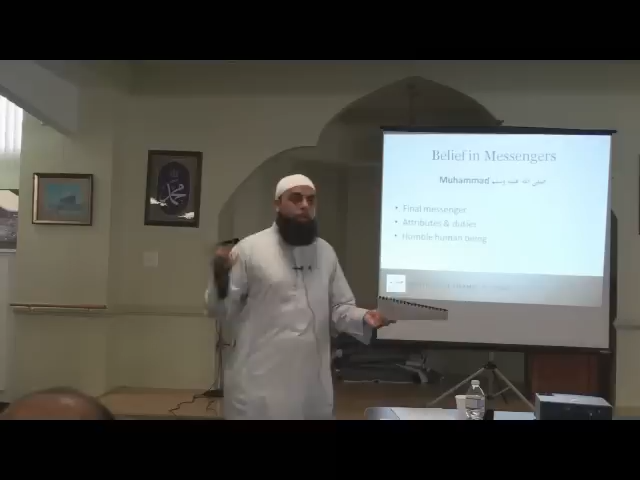 Belief in Messengers
Muhammad صلى الله عليه وسلم
• Final messenger
• Attributes & duties
• Humble human being